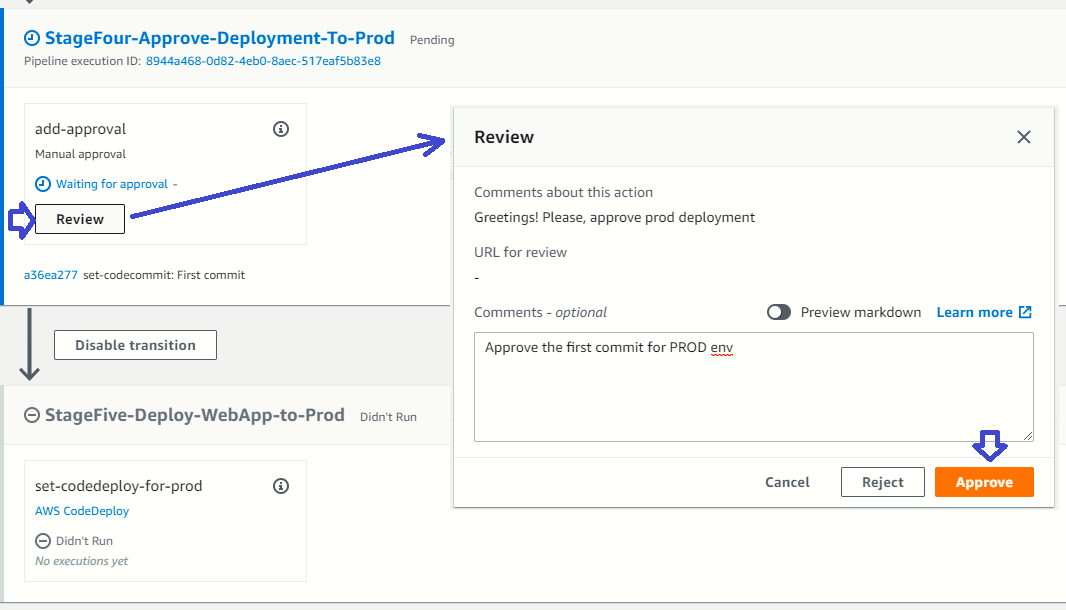 StageFour-Approve-Deployment-To-Prod Pending
Pipeline execution ID: 8944a468-0d82-4eb0-8aec-517eaf5b83e8
add-approval
Manual approval
Waiting for approval -
Review
a36ea277 set-codecommit: First commit
Review
Comments about this action
Greetings! Please, approve prod deployment
URL for review
-
Comments - optional Preview markdown Learn more
Approve the first commit for PROD env
Cancel Reject Approve
Disable transition
StageFive-Deploy-WebApp-to-Prod Didn't Run
set-codedeploy-for-prod
AWS CodeDeploy
Didn't Run
No executions yet